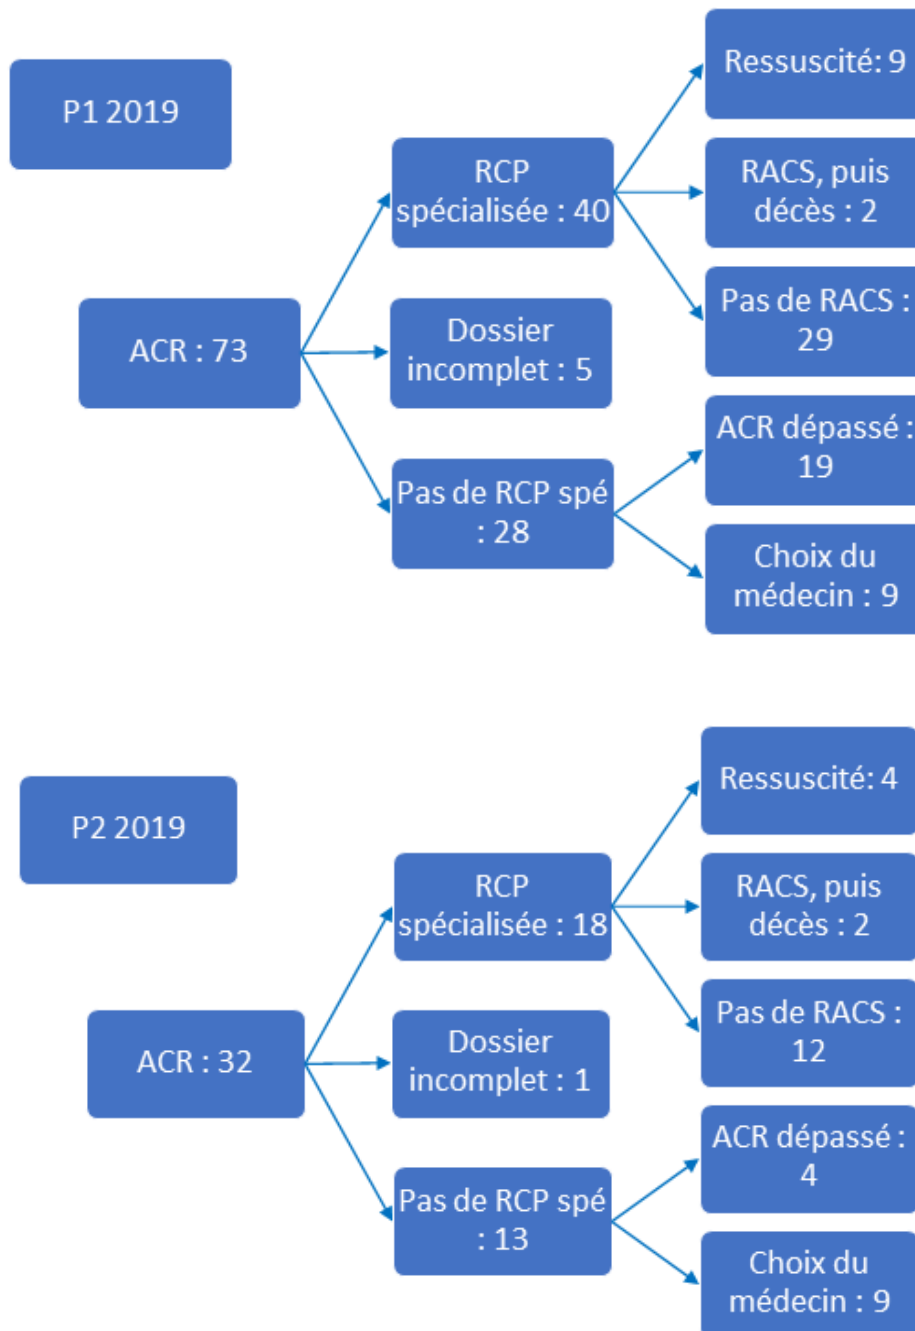 P1 2019
ACR : 73
RCP
spécialisée : 40
Dossier
incomplet : 5
Pas de RCP spé
: 28
Ressuscité: 9
RACS, puis
décès : 2
Pas de RACS :
29
ACR dépassé :
19
Choix du
médecin : 9
P2 2019
ACR : 32
RCP
spécialisée : 18
Dossier
incomplet : 1
Pas de RCP spé
: 13
Ressuscité: 4
RACS, puis
décès : 2
Pas de RACS :
12
ACR dépassé :
4
Choix du
médecin : 9